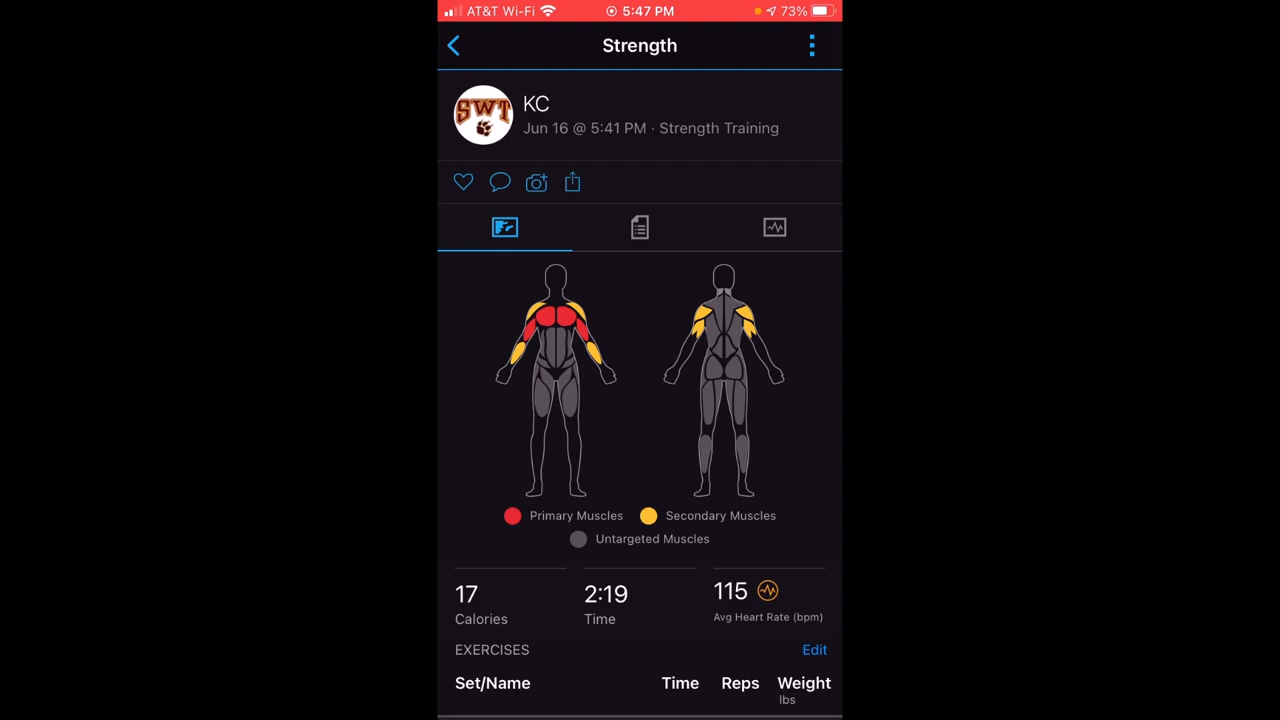 AT&T Wi-Fi 5:47 PM 73%
Strength
SWT
KC
Jun 16 @ 5:41 PM · Strength Training
Primary Muscles Secondary Muscles
Untargeted Muscles
17 2:19 115
Calories Time Avg Heart Rate (bpm)
EXERCISES Edit
Set/Name Time Reps Weight
lbs